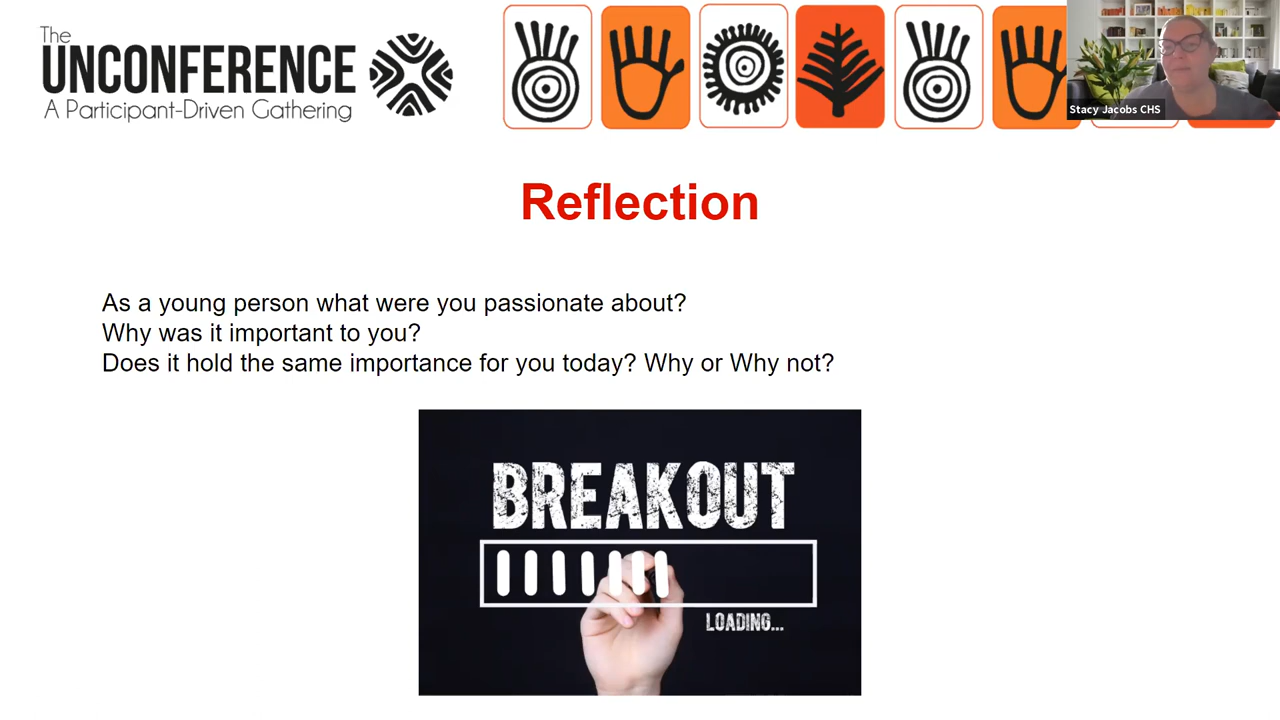 The
UNCONFERENCE
A Participant-Driven Gathering
Stacy Jacobs CHS
Reflection
As a young person what were you passionate about?
Why was it important to you?
Does it hold the same importance for you today? Why or Why not?
BREAKOUT
LOADING...